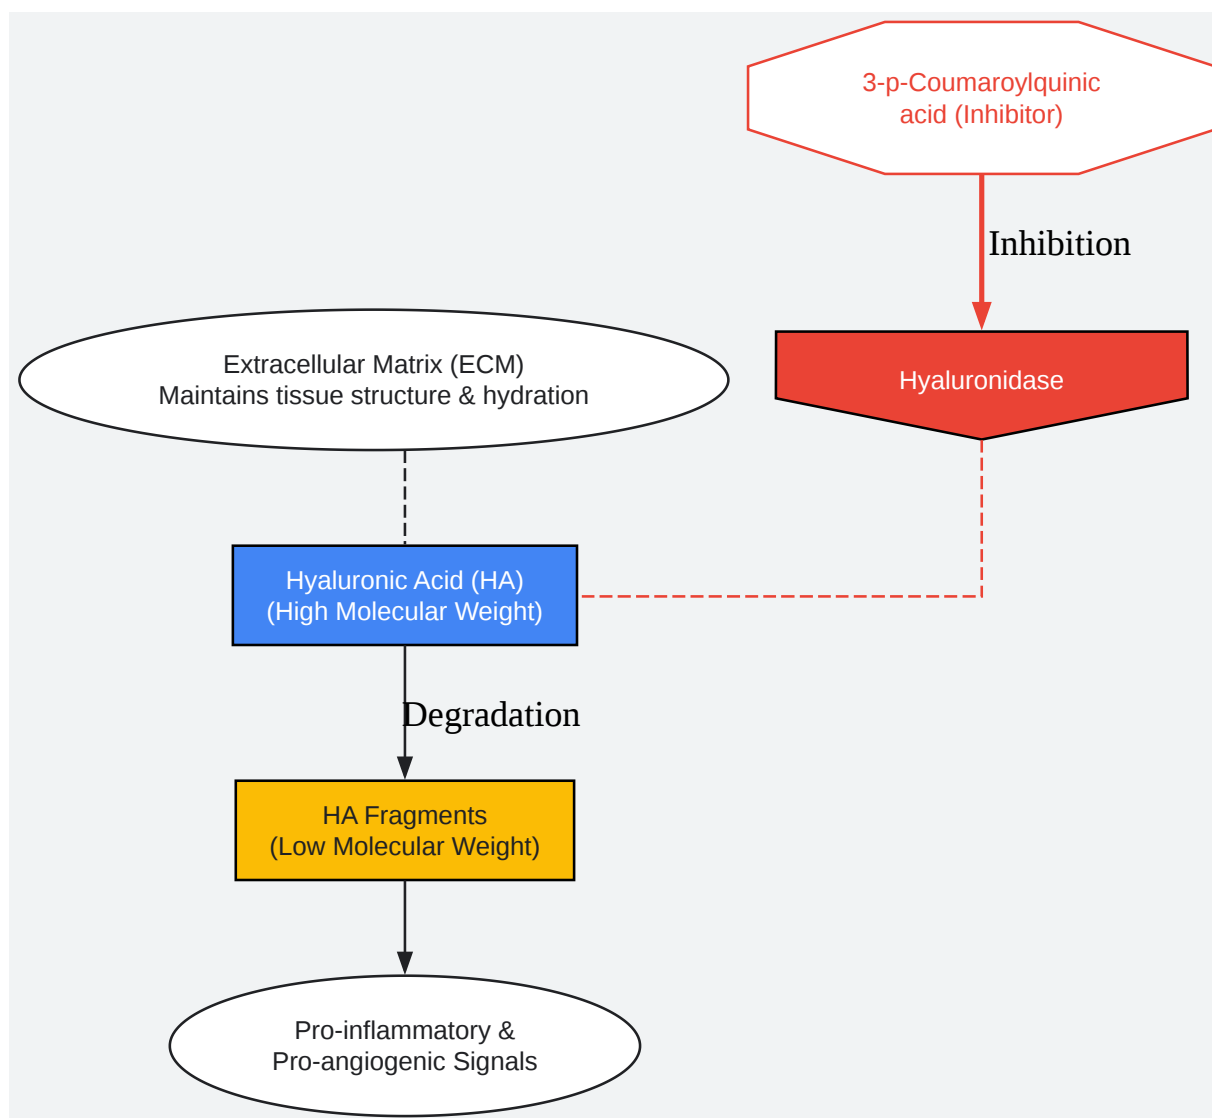 3-p-Coumaroylquinic
acid (Inhibitor)
Inhibition
Extracellular Matrix (ECM)
Maintains tissue structure & hydration
Hyaluronidase
Hyaluronic Acid (HA)
(High Molecular Weight)
Degradation
HA Fragments
(Low Molecular Weight)
Pro-inflammatory &
Pro-angiogenic Signals